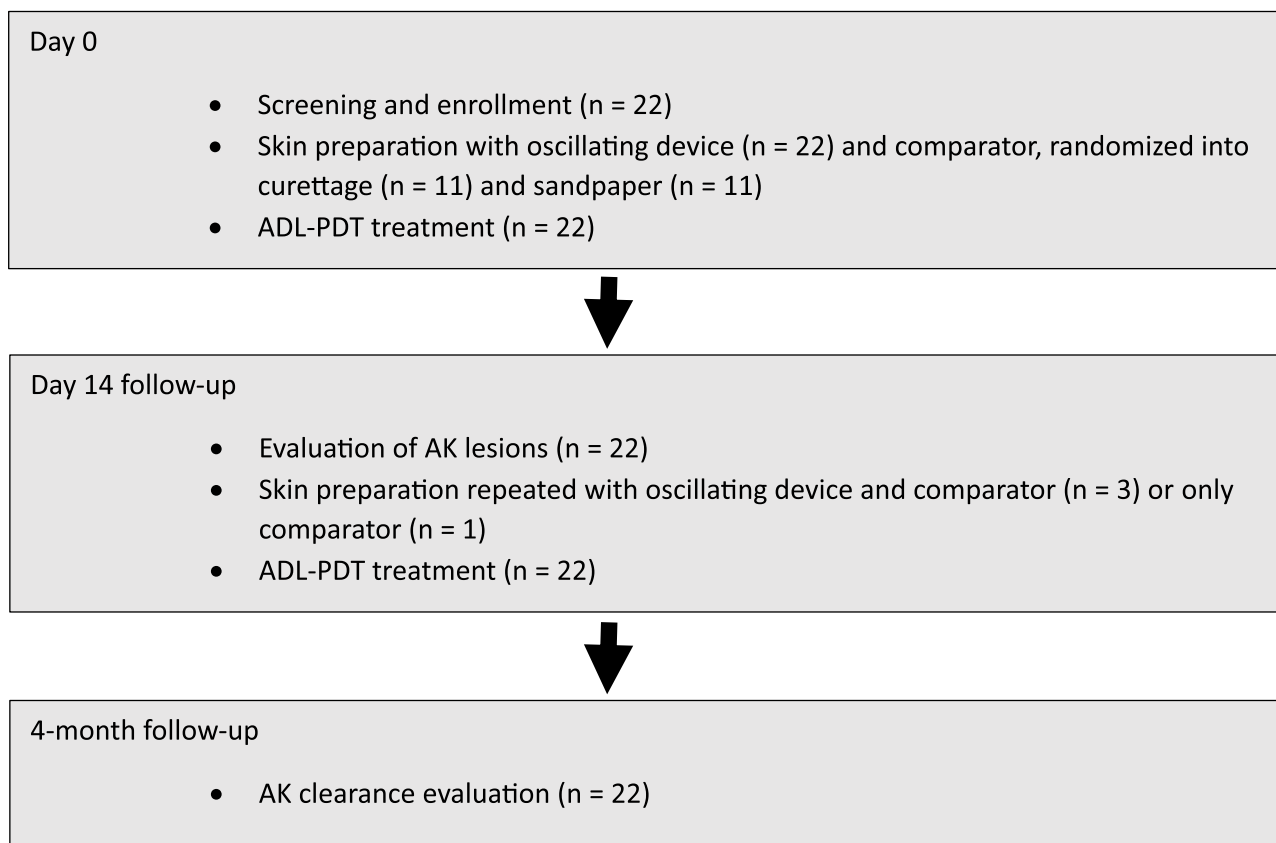 Day 0
• Screening and enrollment (n = 22)
• Skin preparation with oscillating device (n = 22) and comparator, randomized into
curettage (n = 11) and sandpaper (n = 11)
• ADL-PDT treatment (n = 22)
Day 14 follow-up
• Evaluation of AK lesions (n = 22)
• Skin preparation repeated with oscillating device and comparator (n = 3) or only
comparator (n = 1)
• ADL-PDT treatment (n = 22)
4-month follow-up
• AK clearance evaluation (n = 22)